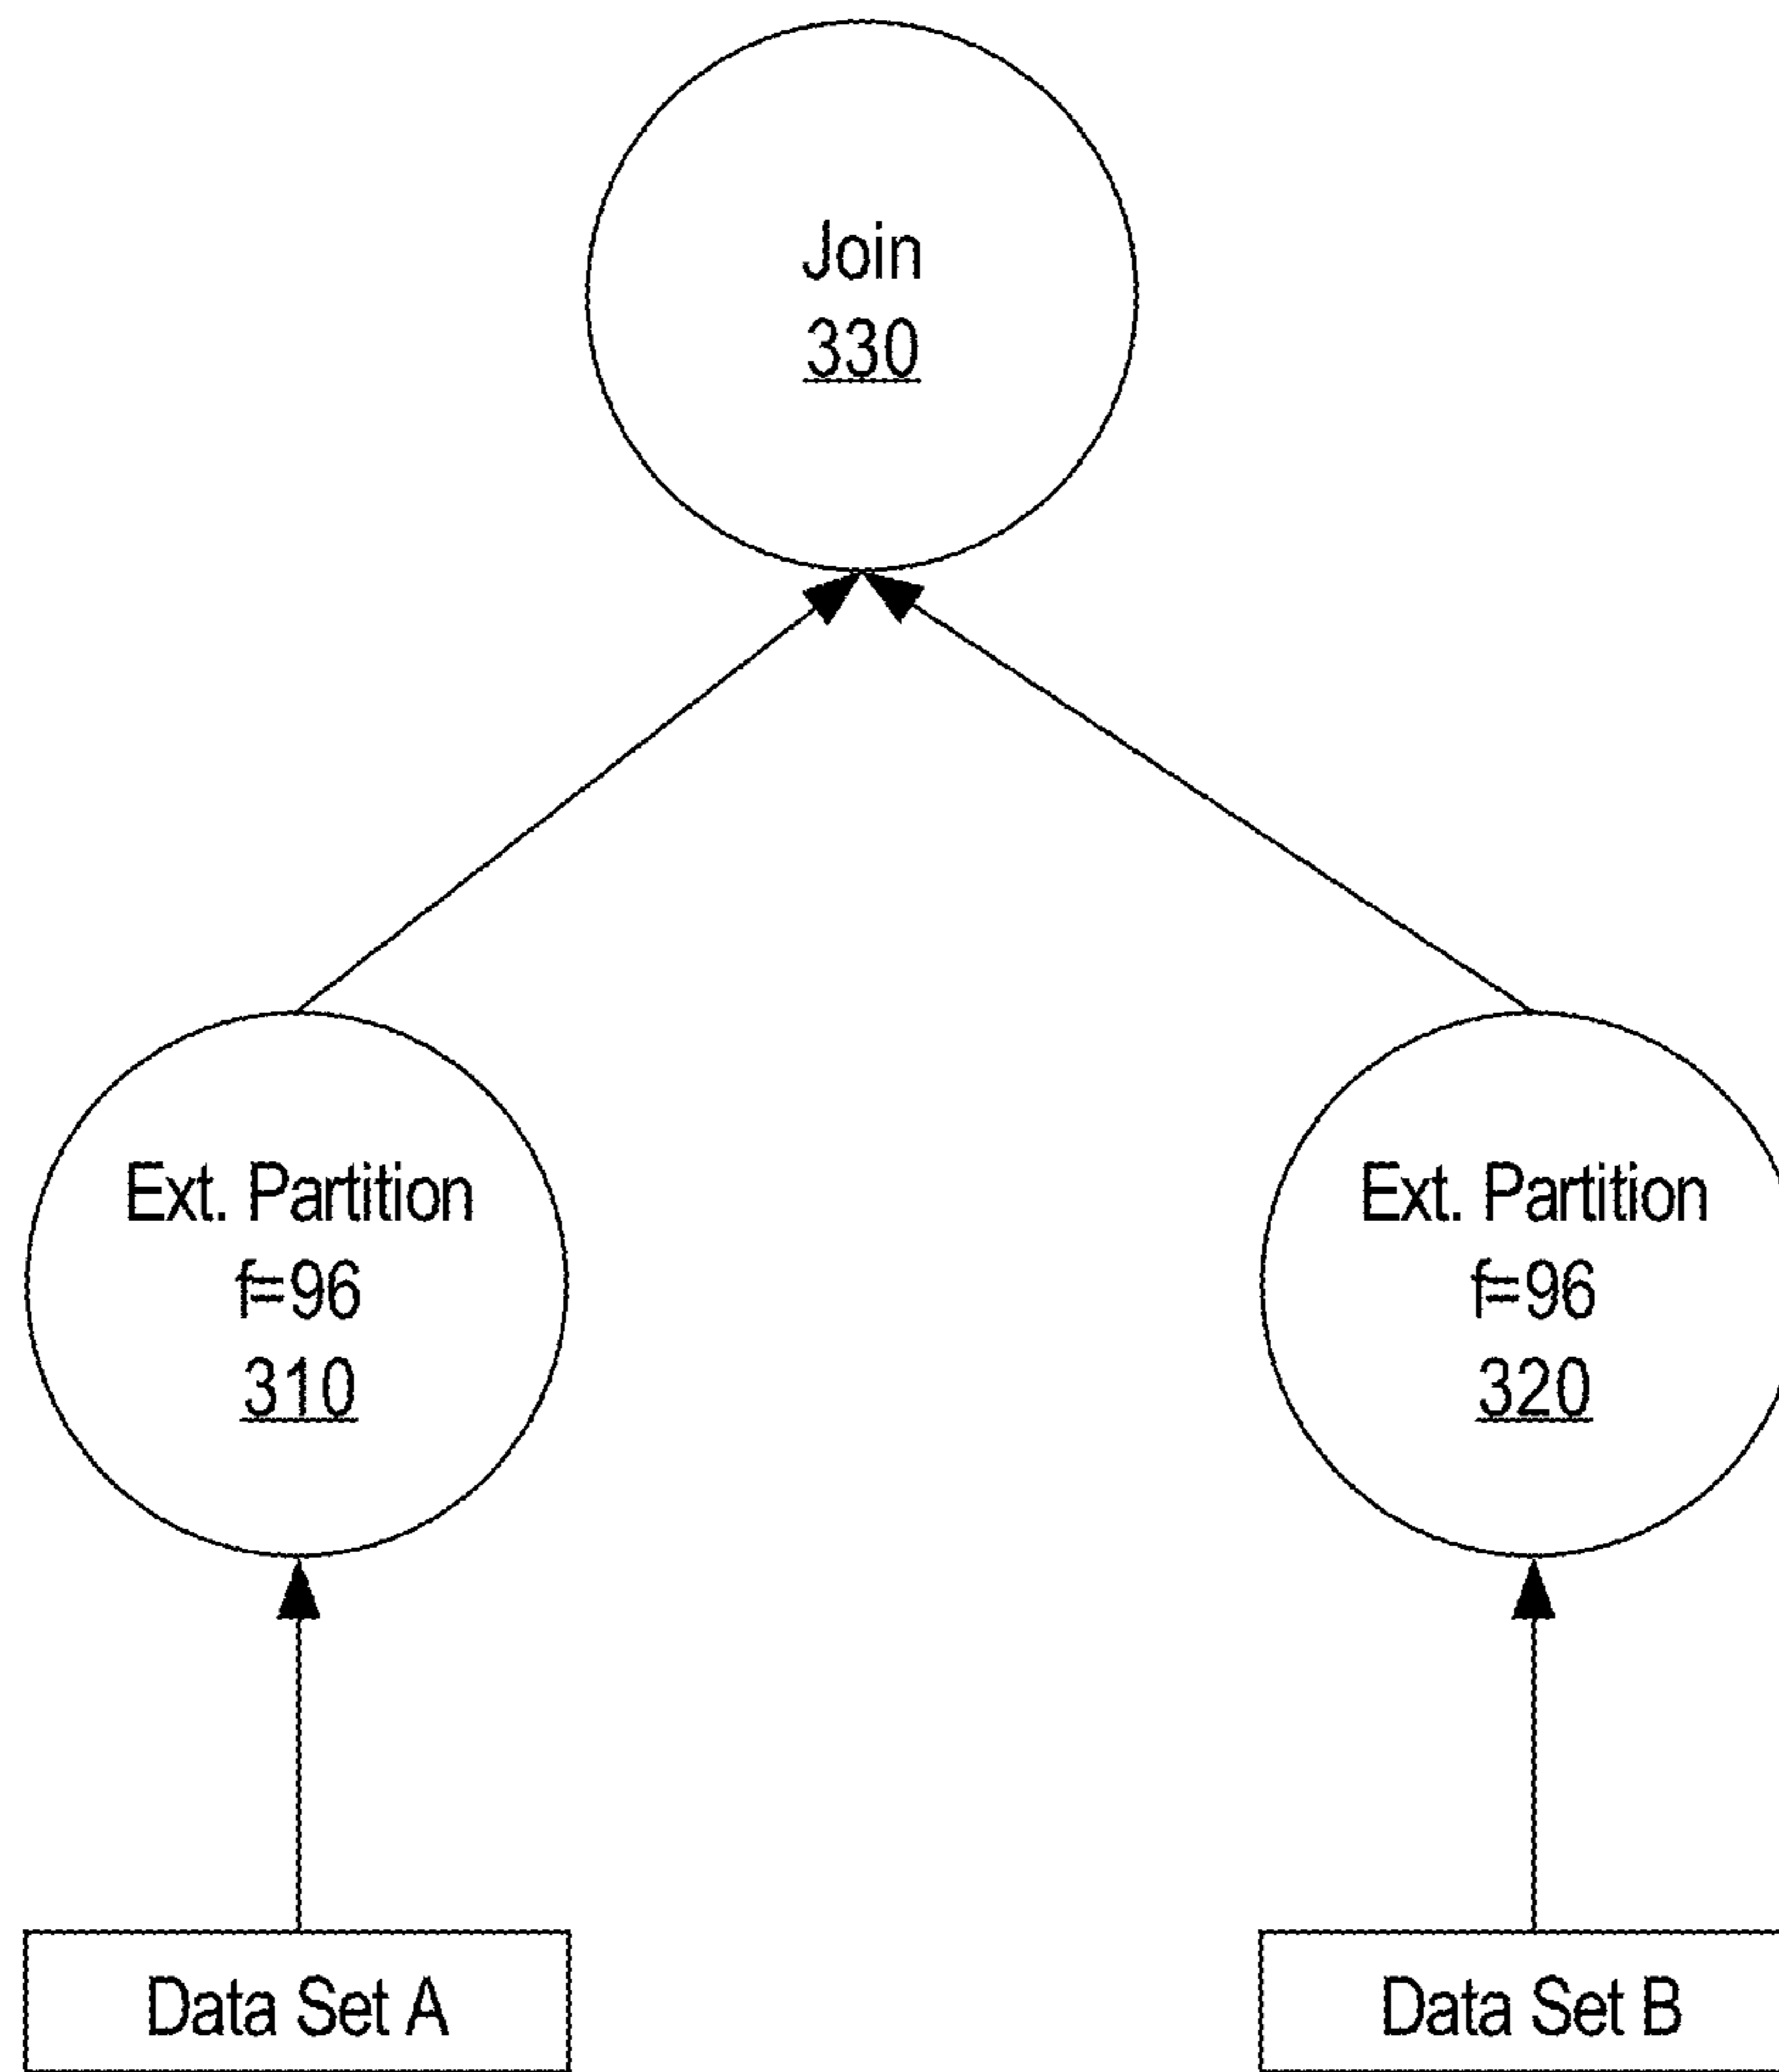 Join
330
Ext. Partition
f=96
310
Ext. Partition
f=96
320
Data Set A
Data Set B